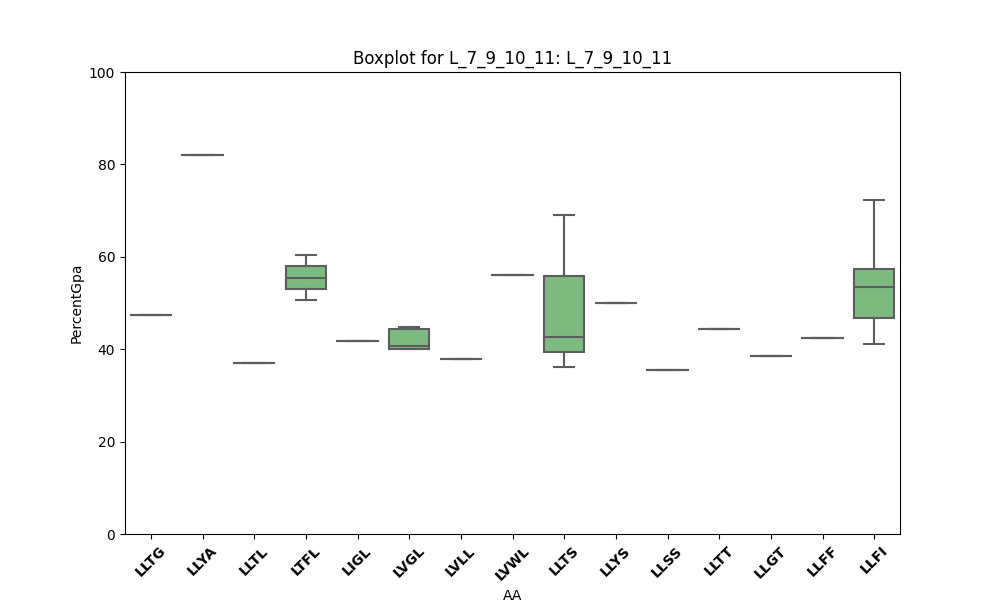 Boxplot for L_7_9_10_11: L_7_9_10_11
100
80
60
40
20
0
PercentGpa
LLTG
LLYA
LLTL
LTFL
LIGL
LVGL
LVLL
LVWL
LLTS
LLYS
LLSS
LLTT
LLGT
LLFF
LLFI
AA